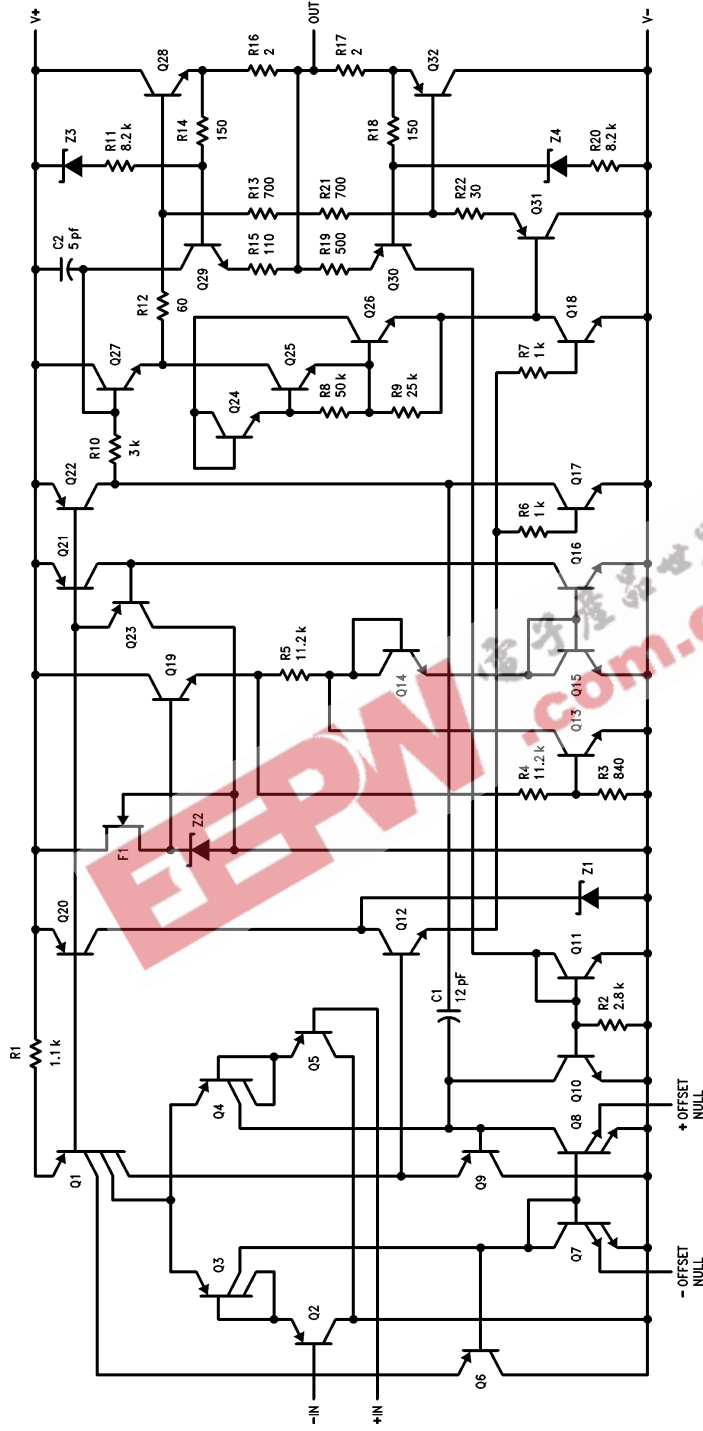 V+
OUT
V-
Q28
R16
2
R17
2
Q32
Z3
R11
8.2 k
R14
150
R18
150
Z4
R20
8.2 k
C2
5 pf
R13
700
R21
700
R22
30
Q31
Q29
R15
110
R19
500
Q30
R12
60
Q27
Q26
Q25
Q24
R8
50 k
R9
25 k
R7
1 k
Q18
R10
3 k
Q22
R6
1 k
Q17
Q21
Q23
Q16
Q19
R5
11.2 k
Q14
Q15
Q13
R4
11.2 k
R3
840
F1
Z2
Q20
Q12
Z1
R1
1.1 k
C1
12 pF
Q11
R2
2.8 k
Q10
Q5
Q4
Q1
Q9
Q8
+ OFFSET
NULL
Q3
Q2
Q7
- OFFSET
NULL
Q6
-IN
+IN
EEPW
.com.c
電子產品世